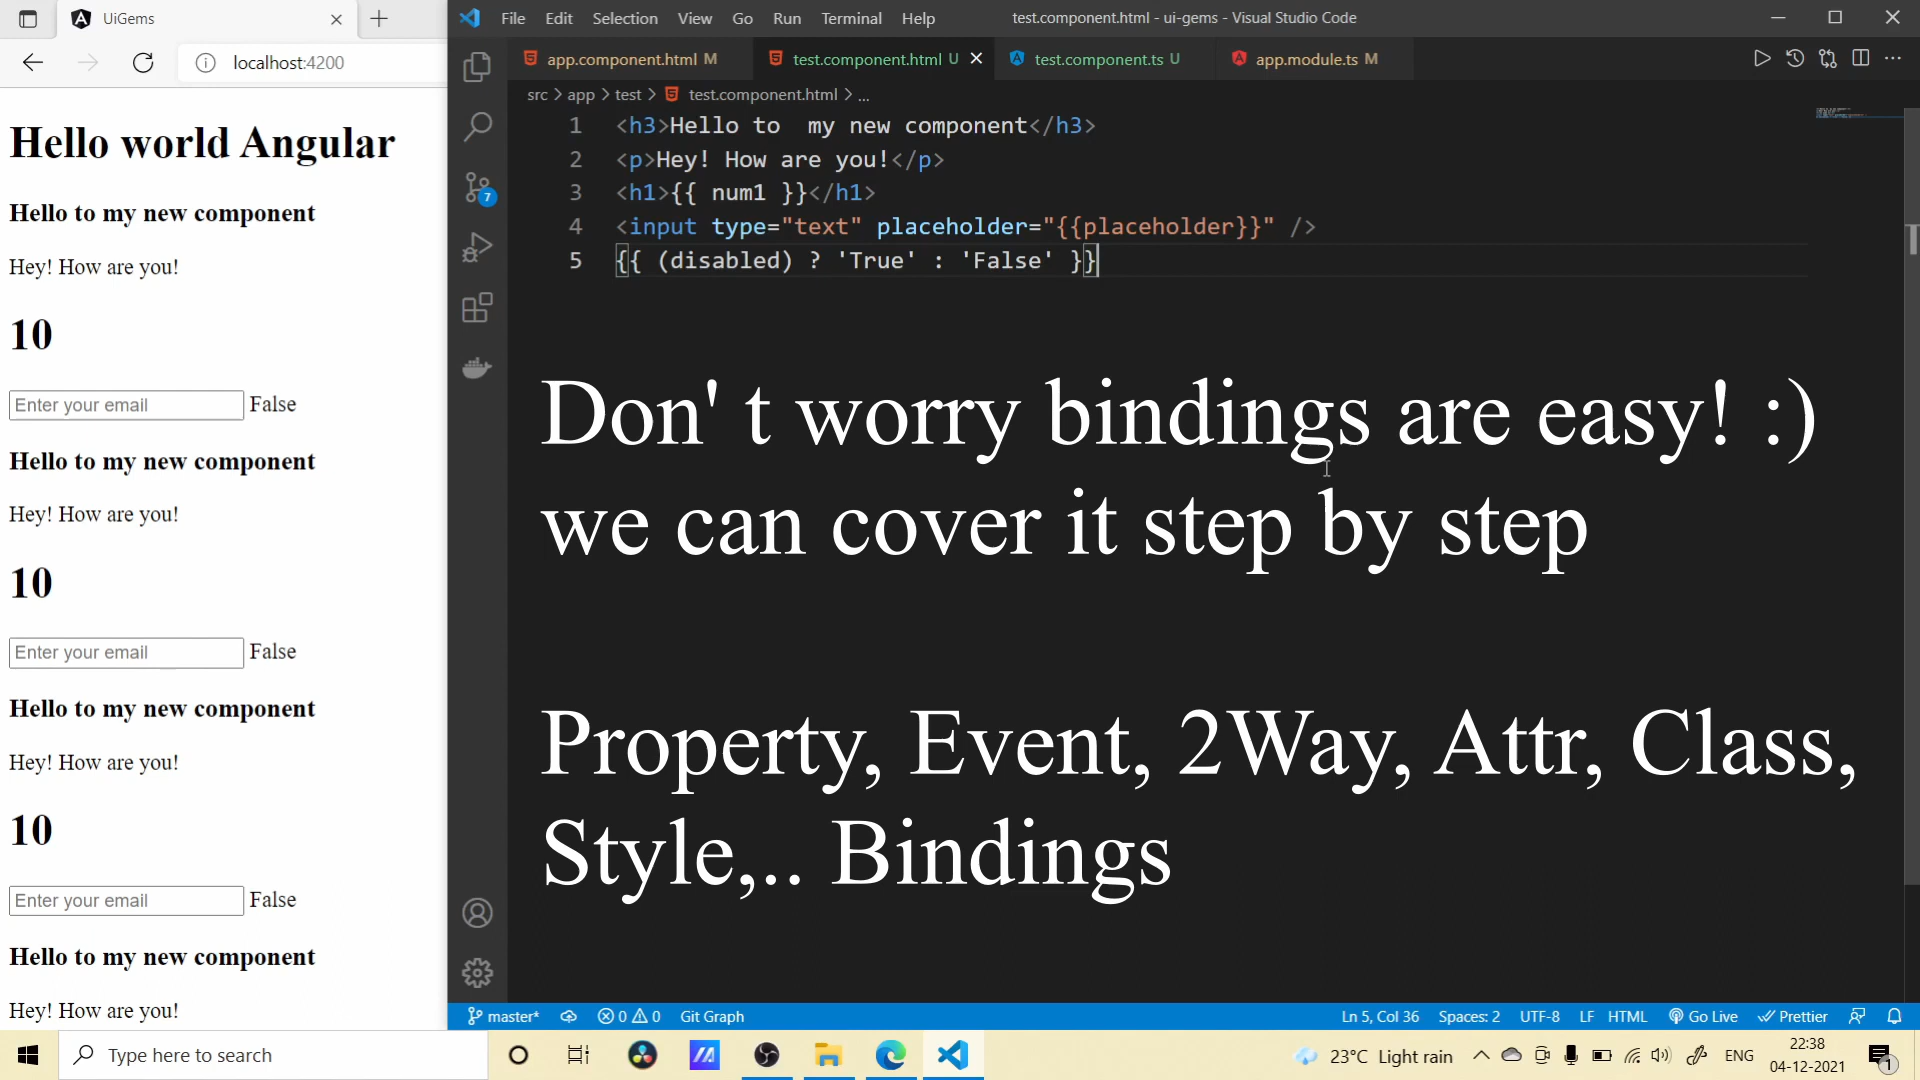 UiGems
localhost:4200
Hello world Angular
Hello to my new component
Hey! How are you!
10
Enter your email False
Hello to my new component
Hey! How are you!
10
Enter your email False
Hello to my new component
Hey! How are you!
10
Enter your email False
Hello to my new component
Hey! How are you!
File Edit Selection View Go Run Terminal Help
test.component.html - ui-gems - Visual Studio Code
app.component.html M
test.component.html U
test.component.ts U
app.module.ts M
src > app > test > test.component.html > ...
1 <h3>Hello to  my new component</h3>
2 <p>Hey! How are you!</p>
3 <h1>{{ num1 }}</h1>
4 <input type="text" placeholder="{{placeholder}}" />
5 {{ (disabled) ? 'True' : 'False' }}
7
Don' t worry bindings are easy! :)
we can cover it step by step
Property, Event, 2Way, Attr, Class,
Style,.. Bindings
master* 0 0 Git Graph
Ln 5, Col 36 Spaces: 2 UTF-8 LF HTML Go Live Prettier
Type here to search
23°C Light rain
ENG
22:38
04-12-2021
1